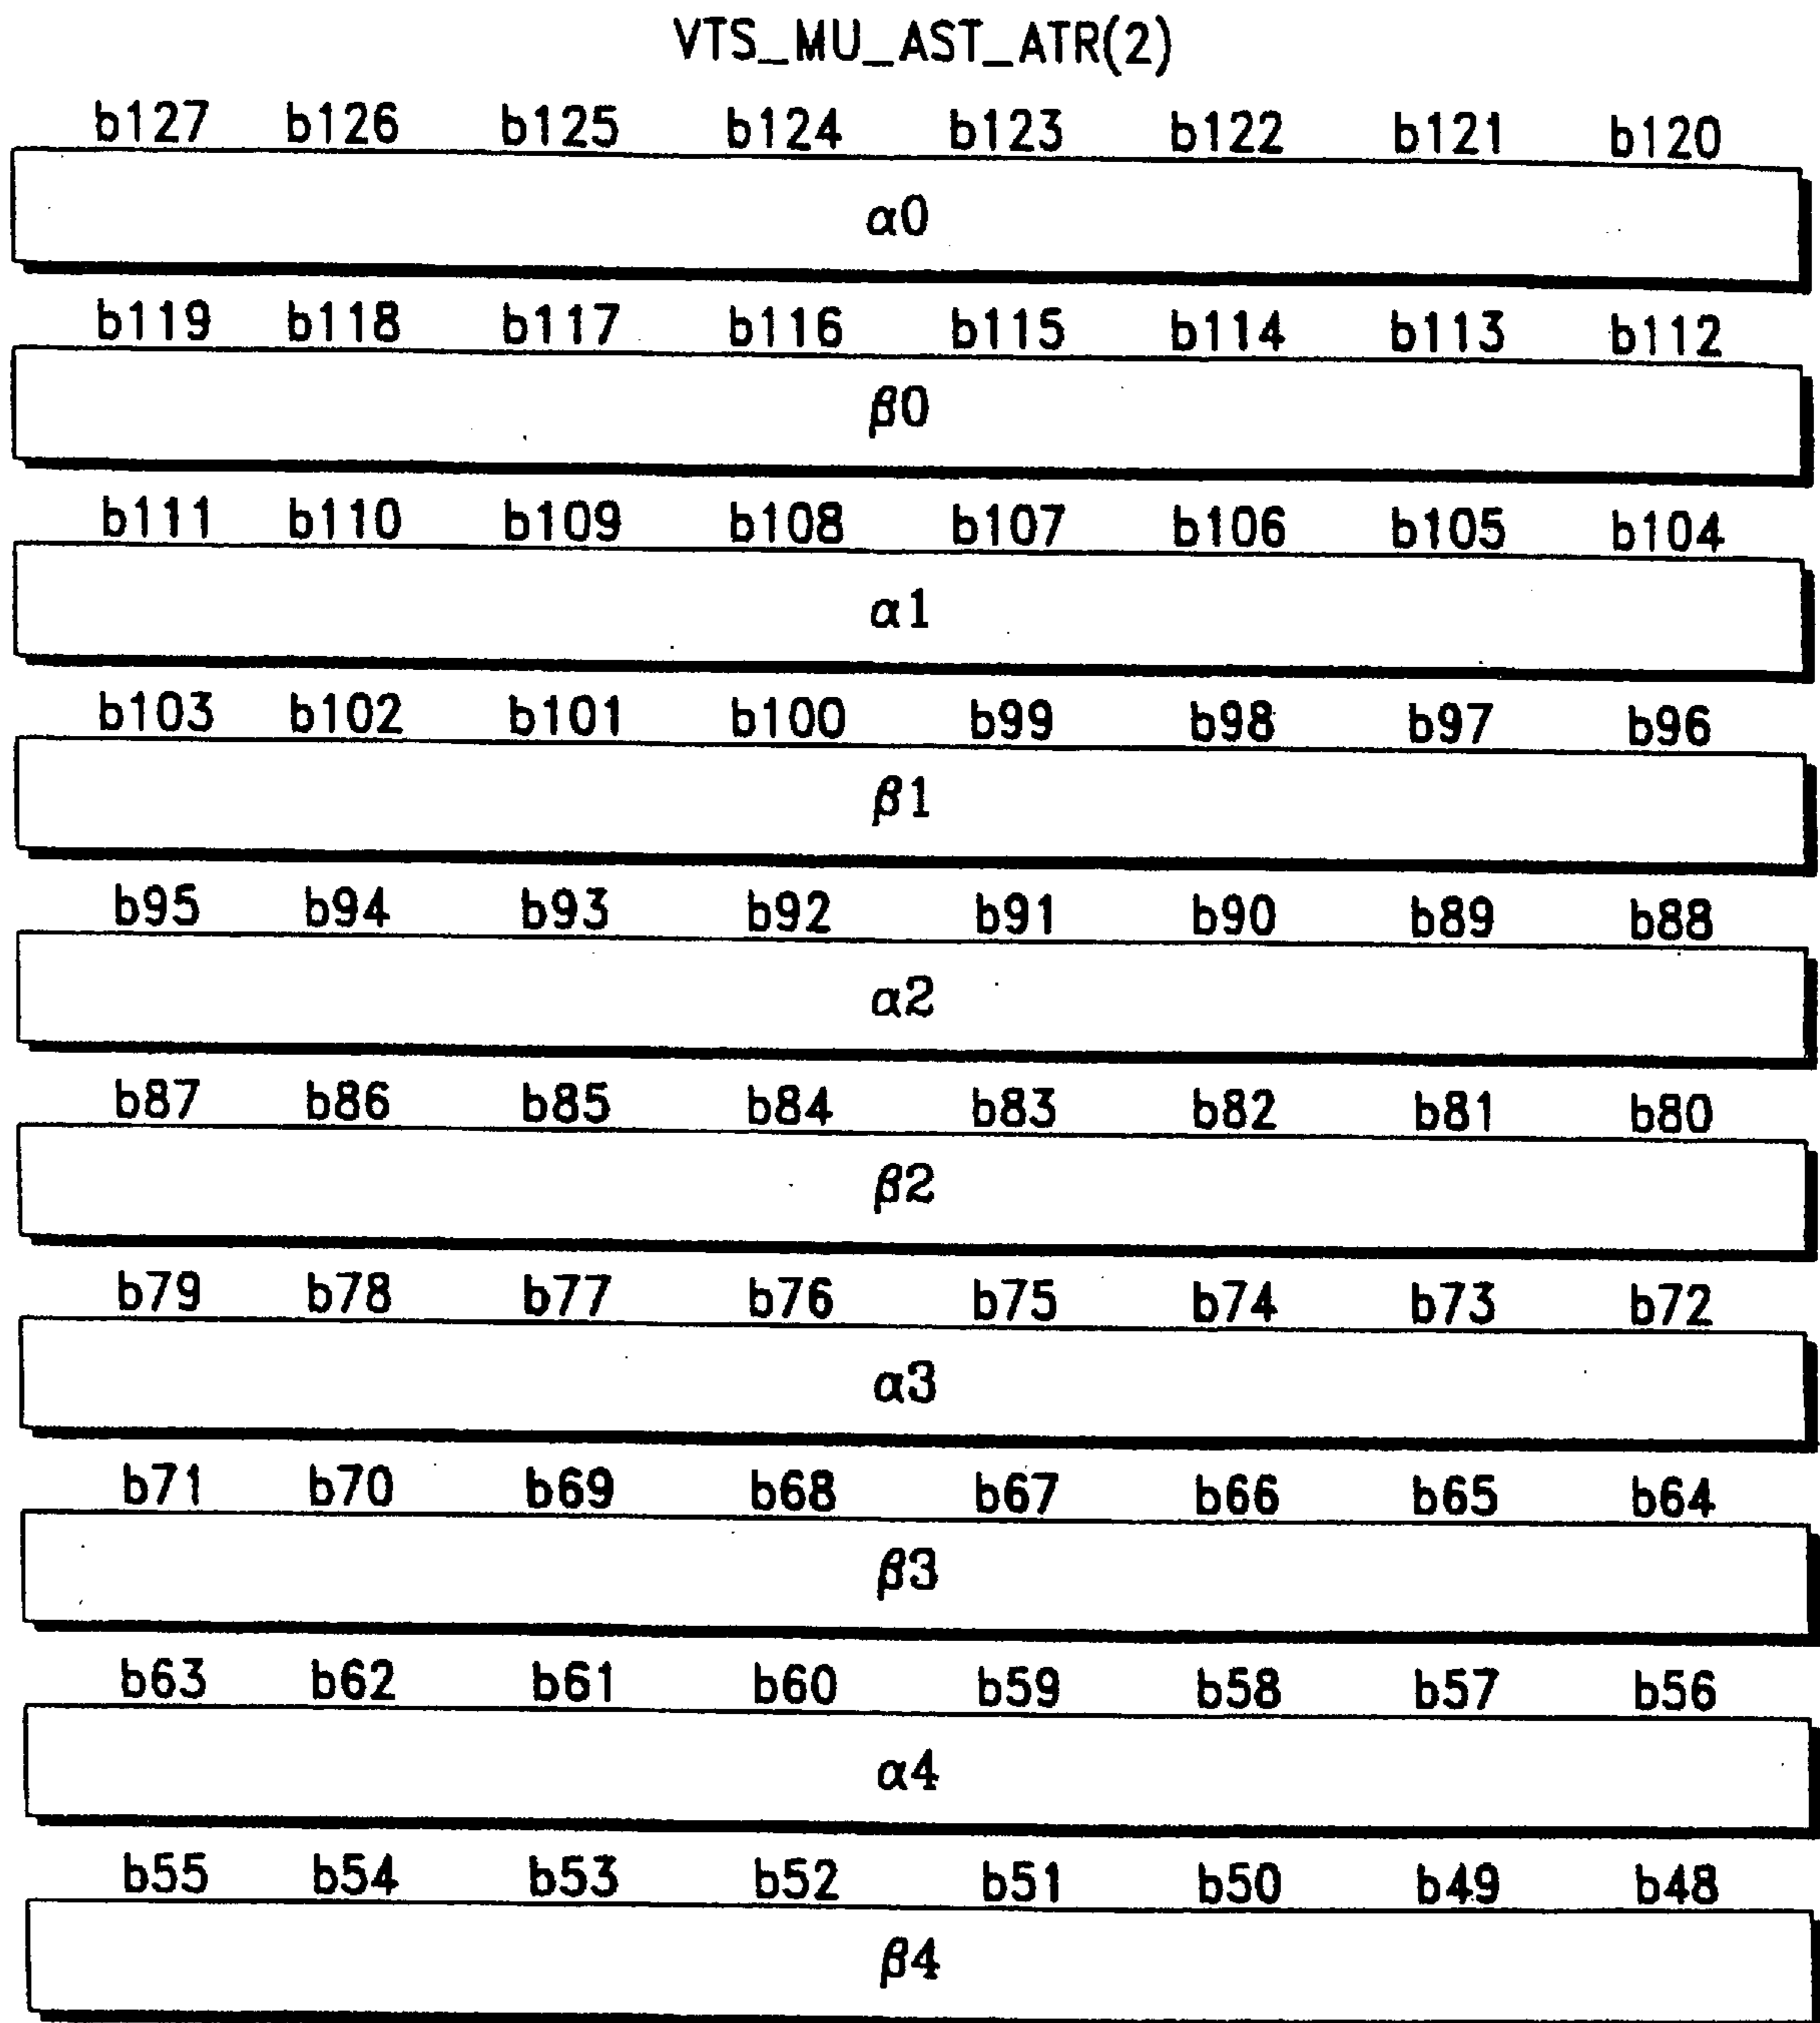 VTS_MU_AST_ATR(2)
b127 b126 b125 b124 b123 b122 b121 b120
α0
b119 b118 b117 b116 b115 b114 b113 b112
β0
b111 b110 b109 b108 b107 b106 b105 b104
α1
b103 b102 b101 b100 b99 b98 b97 b96
β1
b95 b94 b93 b92 b91 b90 b89 b88
α2
b87 b86 b85 b84 b83 b82 b81 b80
β2
b79 b78 b77 b76 b75 b74 b73 b72
α3
b71 b70 b69 b68 b67 b66 b65 b64
β3
b63 b62 b61 b60 b59 b58 b57 b56
α4
b55 b54 b53 b52 b51 b50 b49 b48
β4